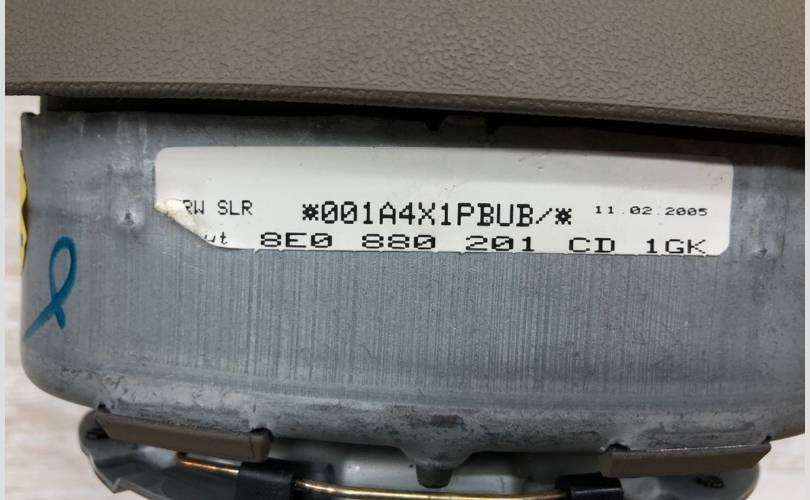 RW SLR *001A4X1PBUB/* 11.02.2005
8E0 880 201 CD 1GK